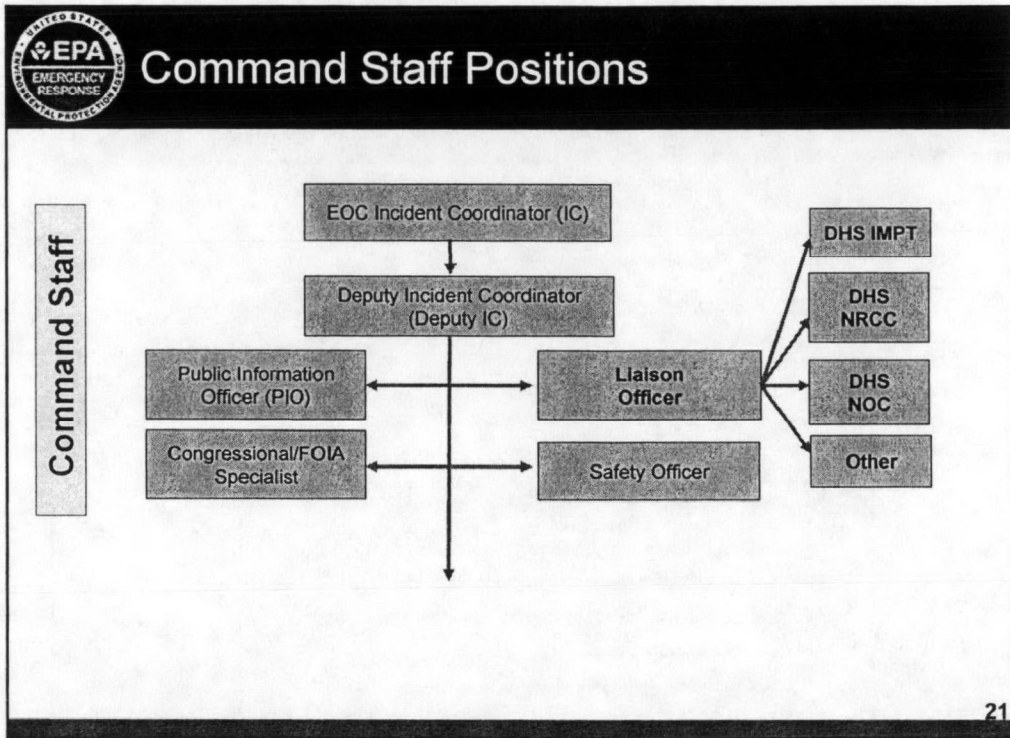 UNITED STATES
EPA
EMERGENCY
RESPONSE
ENVIRONMENTAL PROTECTION AGENCY
Command Staff Positions
Command Staff
EOC Incident Coordinator (IC)
Deputy Incident Coordinator
(Deputy IC)
Public Information
Officer (PIO)
Liaison
Officer
Congressional/FOIA
Specialist
Safety Officer
DHS IMPT
DHS
NRCC
DHS
NOC
Other
21